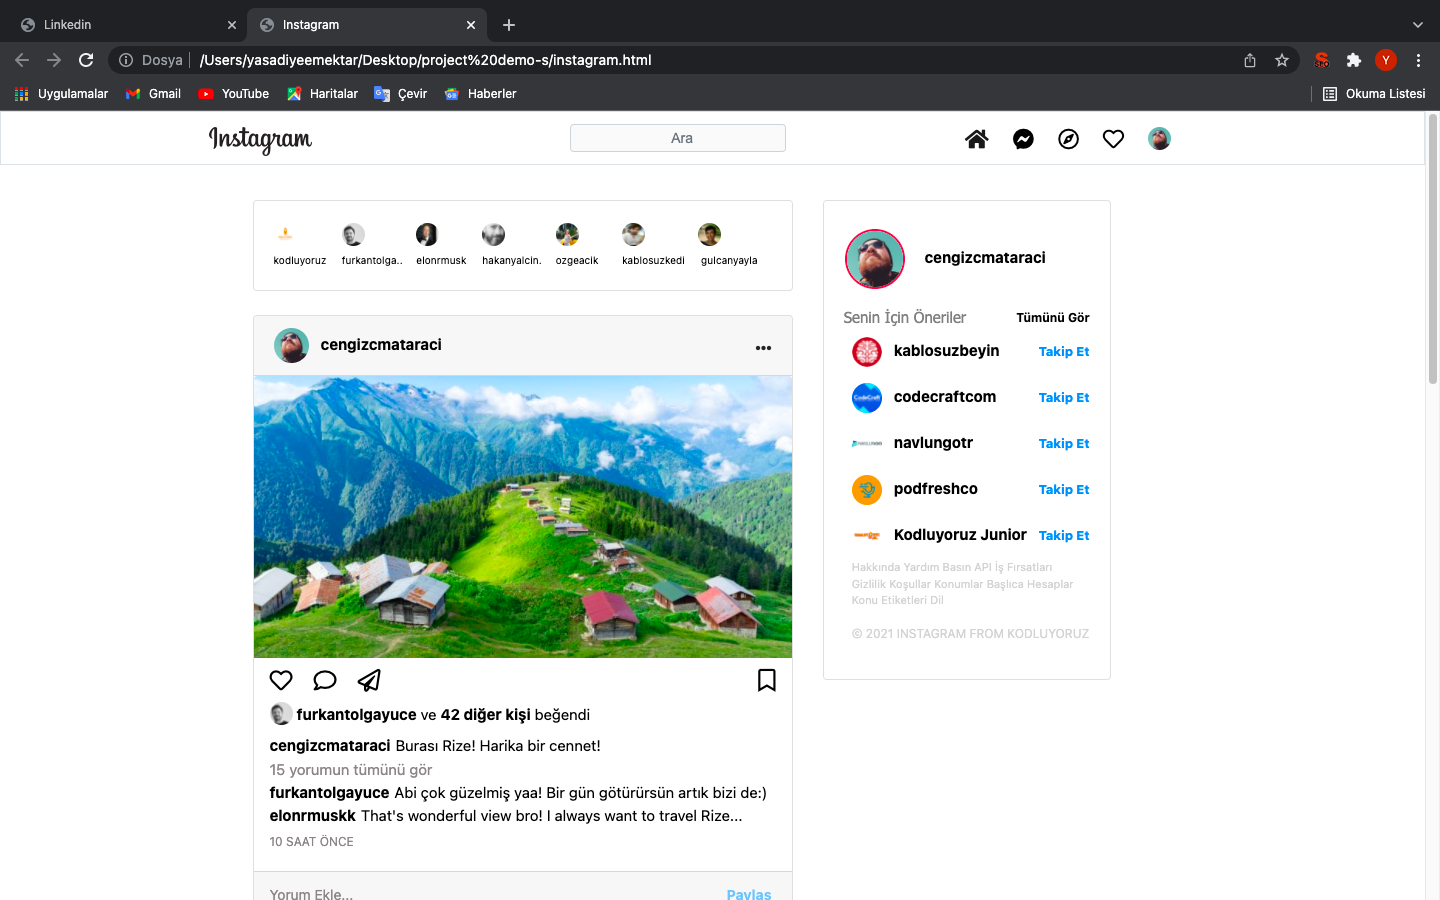 Linkedin
Instagram
Dosya
/Users/yasadiyeemektar/Desktop/project%20demo-s/instagram.html
SEO
Y
Uygulamalar
Gmail
YouTube
Haritalar
Çevir
Haberler
Okuma Listesi
Instagram
Ara
kodluyoruz
furkantolga..
elonrmusk
hakanyalcin.
ozgeacik
kablosuzkedi
gulcanyayla
cengizcmataraci
cengizcmataraci
Burası Rize! Harika bir cennet!
furkantolgayuce ve 42 diğer kişi beğendi
15 yorumun tümünü gör
furkantolgayuce Abi çok güzelmiş yaa! Bir gün götürürsün artık bizi de:)
elonrmuskk That's wonderful view bro! I always want to travel Rize...
10 SAAT ÖNCE
Yorum Ekle...
Paylaş
cengizcmataraci
Senin İçin Öneriler
Tümünü Gör
kablosuzbeyin
Takip Et
CodeCraft
codecraftcom
Takip Et
navlungotr
Takip Et
podfreshco
Takip Et
Kodluyoruz Junior
Takip Et
Hakkında Yardım Basın API İş Fırsatları
Gizlilik Koşullar Konumlar Başlıca Hesaplar
Konu Etiketleri Dil
© 2021 INSTAGRAM FROM KODLUYORUZ